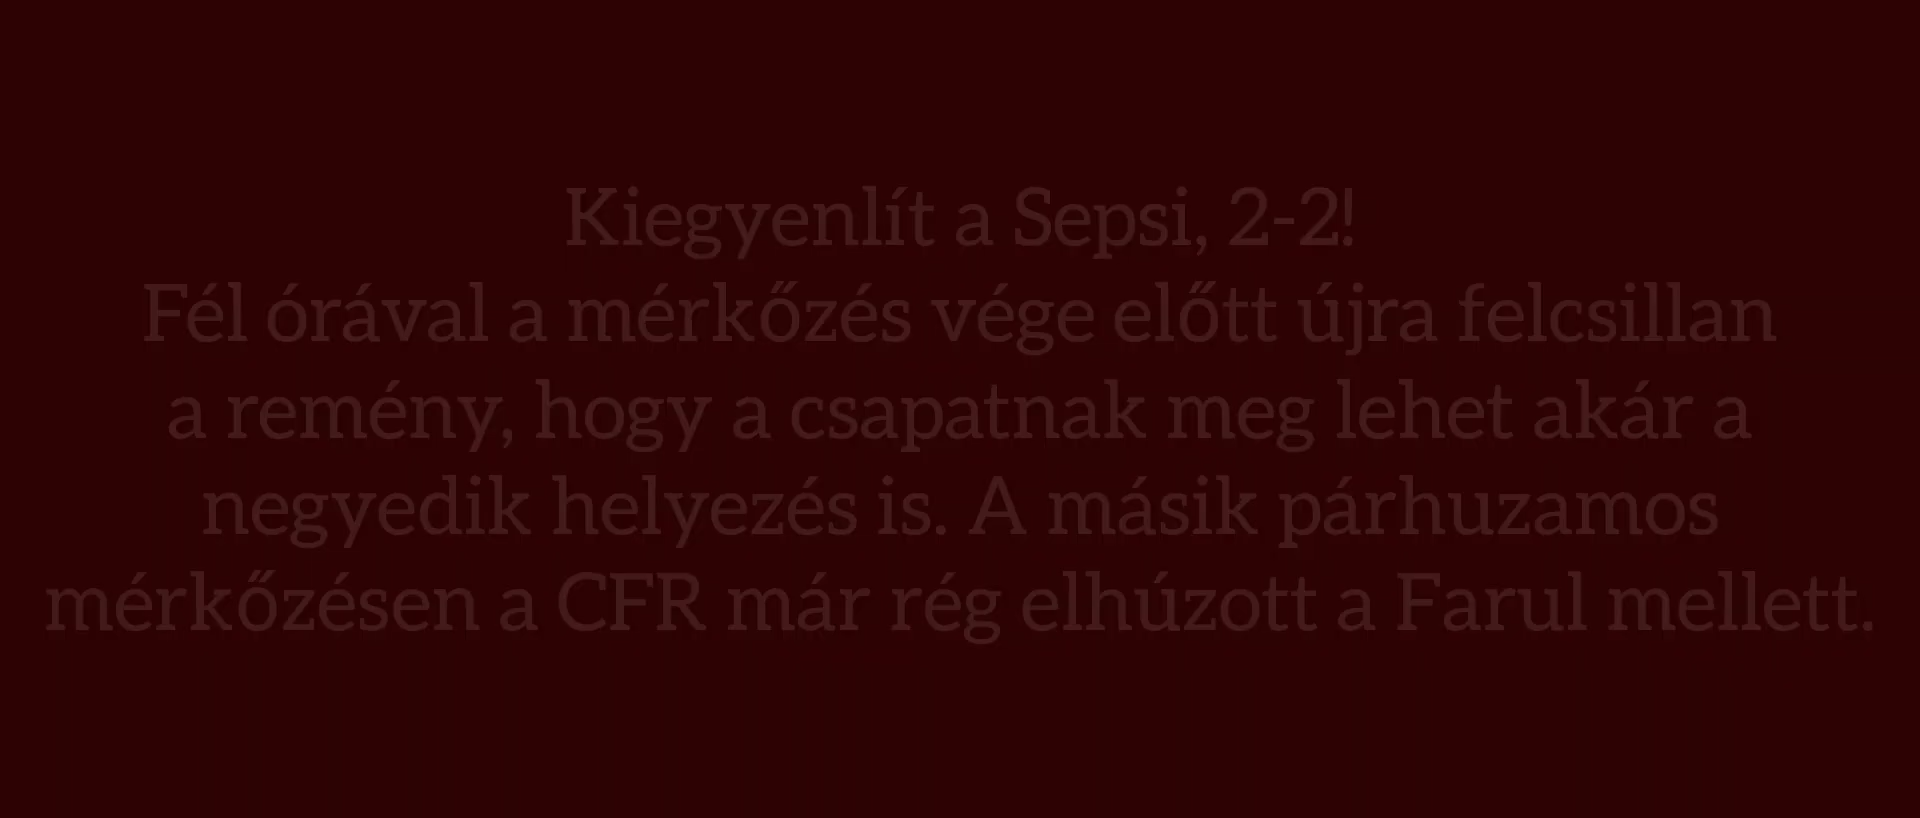 Kiegyenlít a Sepsi, 2-2!
Fél órával a mérkőzés vége előtt újra felcsillan
a remény, hogy a csapatnak meg lehet akár a
negyedik helyezés is. A másik párhuzamos
mérkőzésen a CFR már rég elhúzott a Farul mellett.